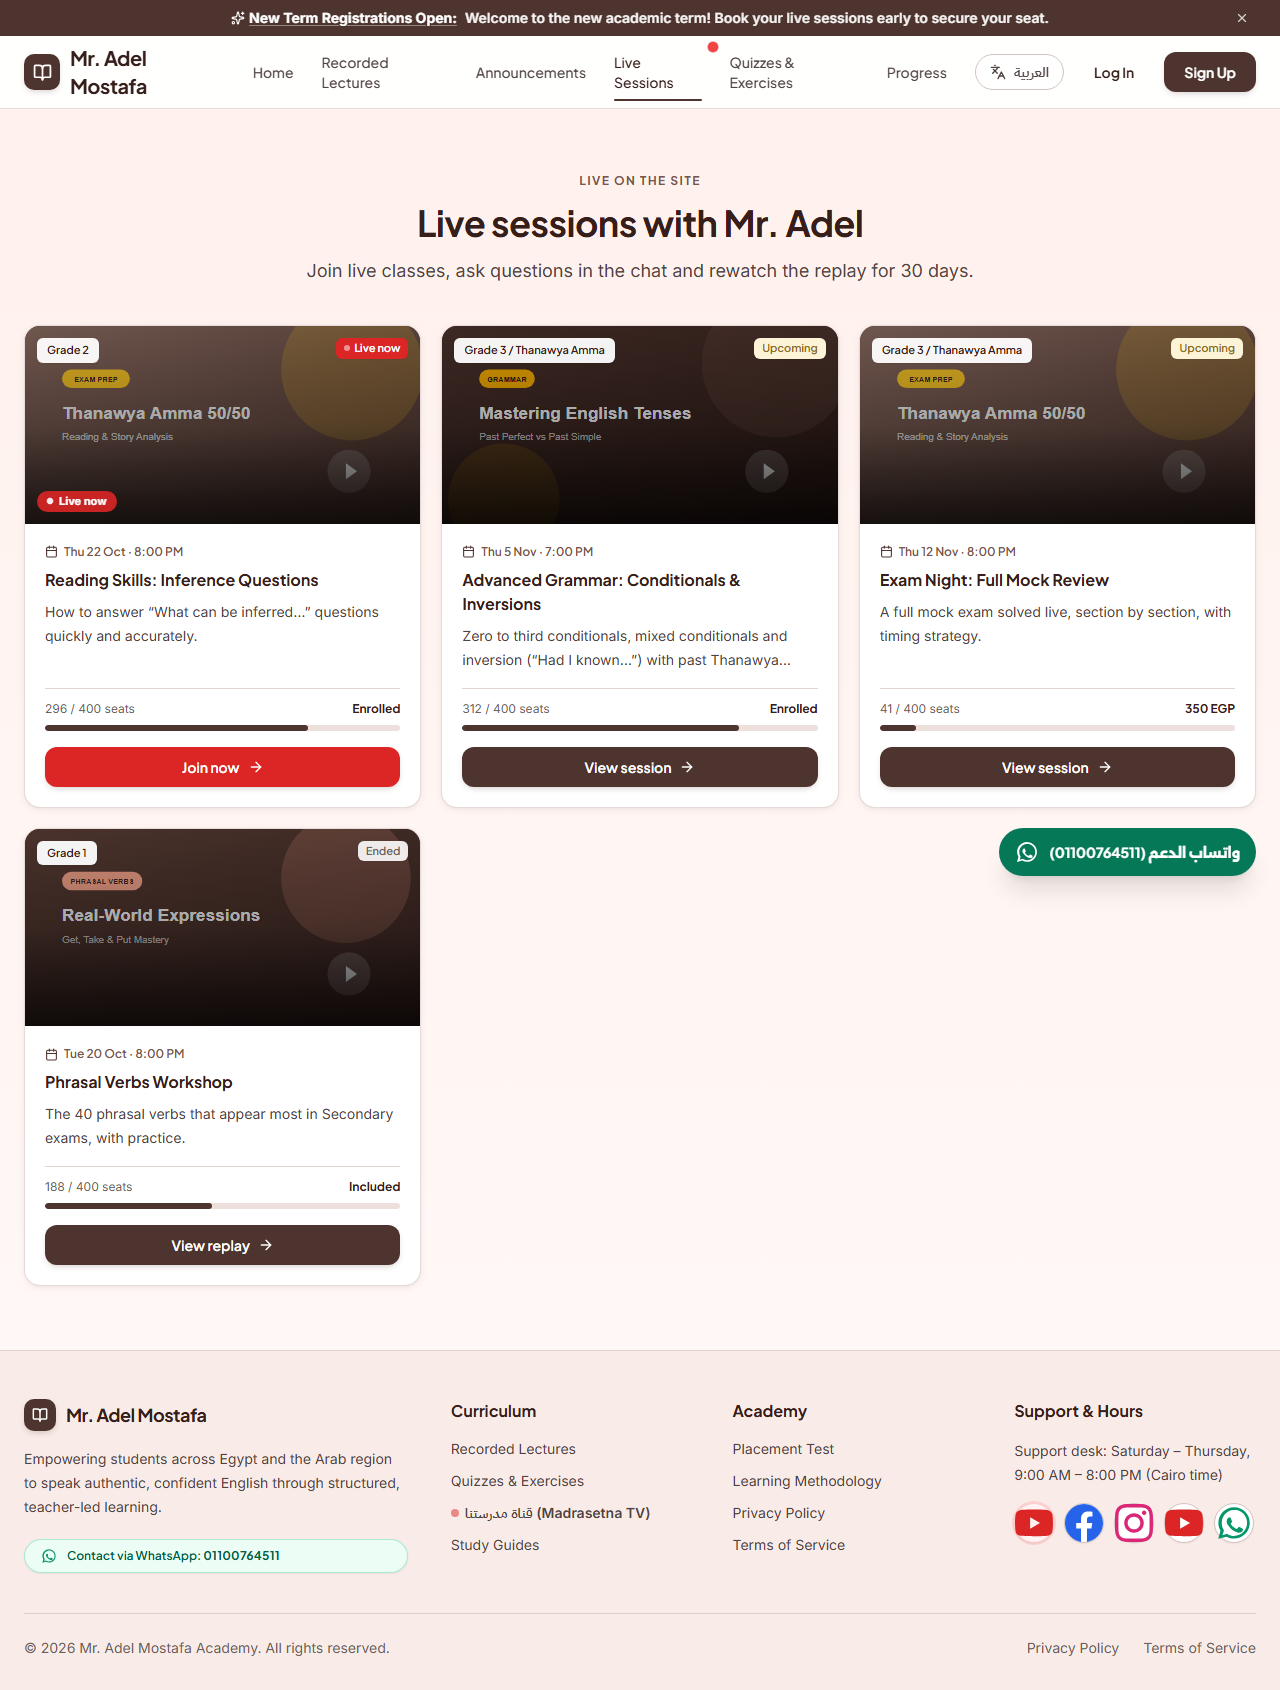 New Term Registrations Open: Welcome to the new academic term! Book your live sessions early to secure your seat.
Mr. Adel Mostafa
Home
Recorded Lectures
Announcements
Live Sessions
Quizzes & Exercises
Progress
العربية
Log In
Sign Up
LIVE ON THE SITE
Live sessions with Mr. Adel
Join live classes, ask questions in the chat and rewatch the replay for 30 days.
Grade 2
Live now
EXAM PREP
Thanawya Amma 50/50
Reading & Story Analysis
Live now
Thu 22 Oct · 8:00 PM
Reading Skills: Inference Questions
How to answer “What can be inferred…” questions
quickly and accurately.
296 / 400 seats
Enrolled
Join now
Grade 3 / Thanawya Amma
Upcoming
GRAMMAR
Mastering English Tenses
Past Perfect vs Past Simple
Thu 5 Nov · 7:00 PM
Advanced Grammar: Conditionals &
Inversions
Zero to third conditionals, mixed conditionals and
inversion (“Had I known…”) with past Thanawya...
312 / 400 seats
Enrolled
View session
Grade 3 / Thanawya Amma
Upcoming
EXAM PREP
Thanawya Amma 50/50
Reading & Story Analysis
Thu 12 Nov · 8:00 PM
Exam Night: Full Mock Review
A full mock exam solved live, section by section, with
timing strategy.
41 / 400 seats
350 EGP
View session
Grade 1
Ended
PHRASAL VERBS
Real-World Expressions
Get, Take & Put Mastery
Tue 20 Oct · 8:00 PM
Phrasal Verbs Workshop
The 40 phrasal verbs that appear most in Secondary
exams, with practice.
188 / 400 seats
Included
View replay
واتساب الدعم (01100764511)
Mr. Adel Mostafa
Empowering students across Egypt and the Arab region
to speak authentic, confident English through structured,
teacher-led learning.
Contact via WhatsApp: 01100764511
Curriculum
Recorded Lectures
Quizzes & Exercises
قناة مدرستنا (Madrasetna TV)
Study Guides
Academy
Placement Test
Learning Methodology
Privacy Policy
Terms of Service
Support & Hours
Support desk: Saturday – Thursday,
9:00 AM – 8:00 PM (Cairo time)
© 2026 Mr. Adel Mostafa Academy. All rights reserved.
Privacy Policy
Terms of Service